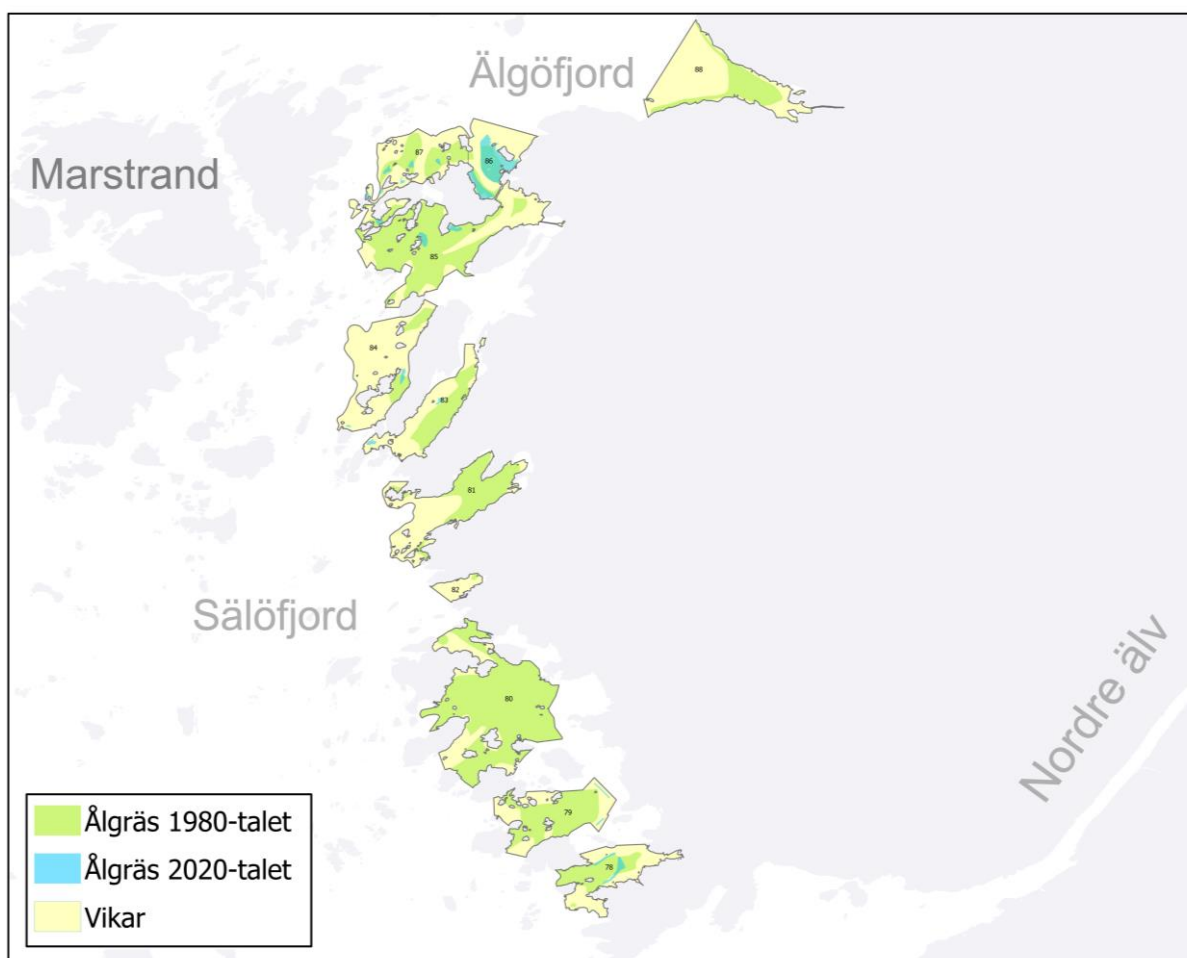 Älgöfjord
88
87
86
Marstrand
85
84
83
81
82
Sälöfjord
80
Nordre älv
79
78
Ålgräs 1980-talet
Ålgräs 2020-talet
Vikar